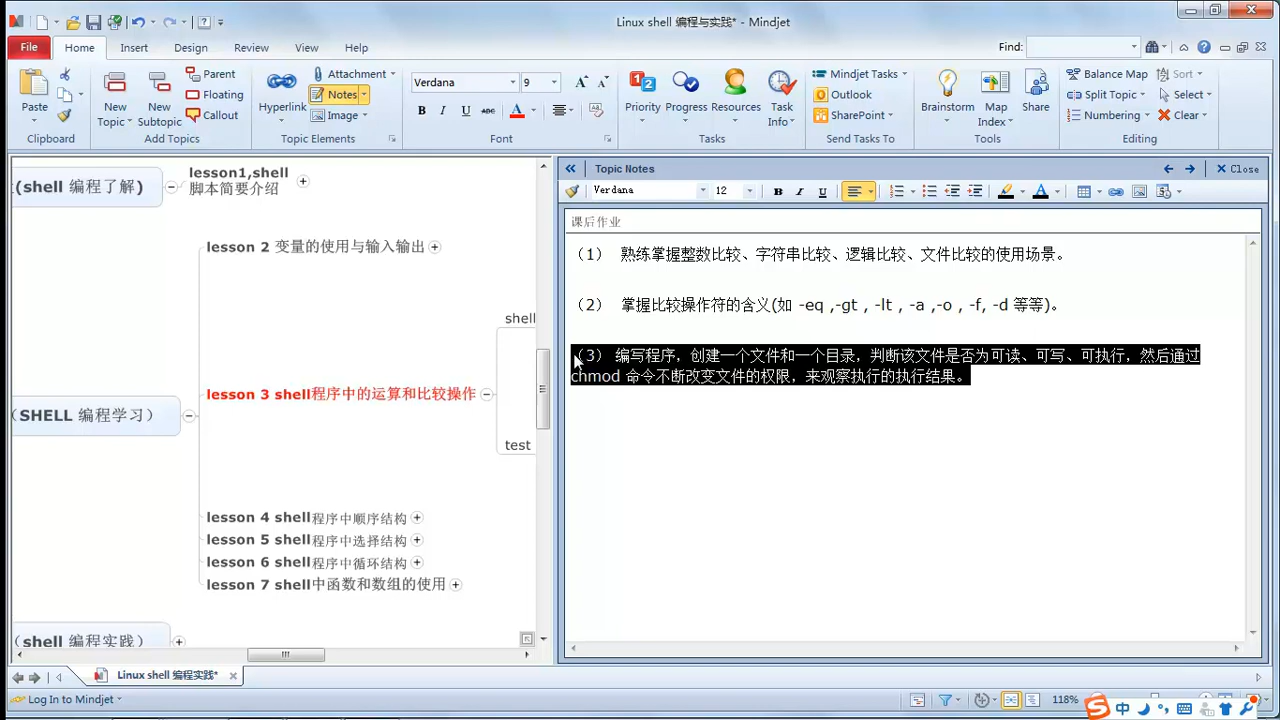 Linux shell 编程与实践* - Mindjet
File Home Insert Design Review View Help Find:
Paste
Clipboard
New Topic
New Subtopic
Parent
Floating
Callout
Add Topics
Hyperlink
Attachment
Notes
Image
Topic Elements
Verdana 9
B I U abc A
Font
Priority
Progress
Resources
Task Info
Tasks
Mindjet Tasks
Outlook
SharePoint
Send Tasks To
Brainstorm
Map Index
Share
Tools
Balance Map
Split Topic
Numbering
Sort
Select
Clear
Editing
(shell 编程了解)
lesson1,shell
脚本简要介绍
lesson 2 变量的使用与输入输出
shell
lesson 3 shell程序中的运算和比较操作
（SHELL 编程学习）
test
lesson 4 shell程序中顺序结构
lesson 5 shell程序中选择结构
lesson 6 shell程序中循环结构
lesson 7 shell中函数和数组的使用
（shell 编程实践）
Topic Notes
Close
Verdana 12 B I U A
课后作业
（1） 熟练掌握整数比较、字符串比较、逻辑比较、文件比较的使用场景。
（2） 掌握比较操作符的含义(如 -eq ,-gt , -lt , -a ,-o , -f, -d 等等)。
（3） 编写程序，创建一个文件和一个目录，判断该文件是否为可读、可写、可执行，然后通过
chmod 命令不断改变文件的权限，来观察执行的执行结果。
Linux shell 编程实践*
Log In to Mindjet
118%
中